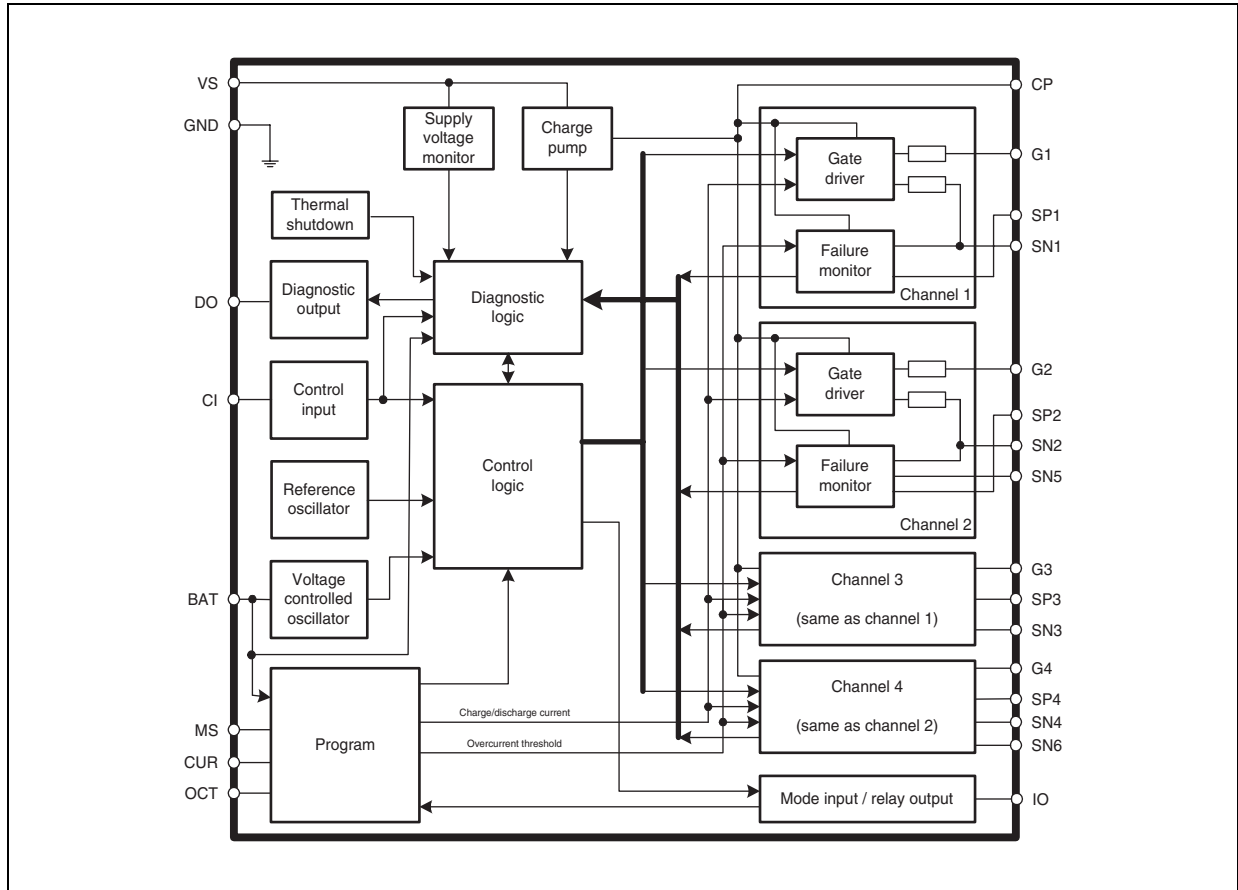 VS
GND
DO
CI
BAT
MS
CUR
OCT
Supply
voltage
monitor
Charge
pump
Thermal
shutdown
Diagnostic
output
Diagnostic
logic
Control
input
Control
logic
Reference
oscillator
Voltage
controlled
oscillator
Program
Charge/discharge current
Overcurrent threshold
Gate
driver
Failure
monitor
Channel 1
Gate
driver
Failure
monitor
Channel 2
Channel 3
(same as channel 1)
Channel 4
(same as channel 2)
Mode input / relay output
CP
G1
SP1
SN1
G2
SP2
SN2
SN5
G3
SP3
SN3
G4
SP4
SN4
SN6
IO